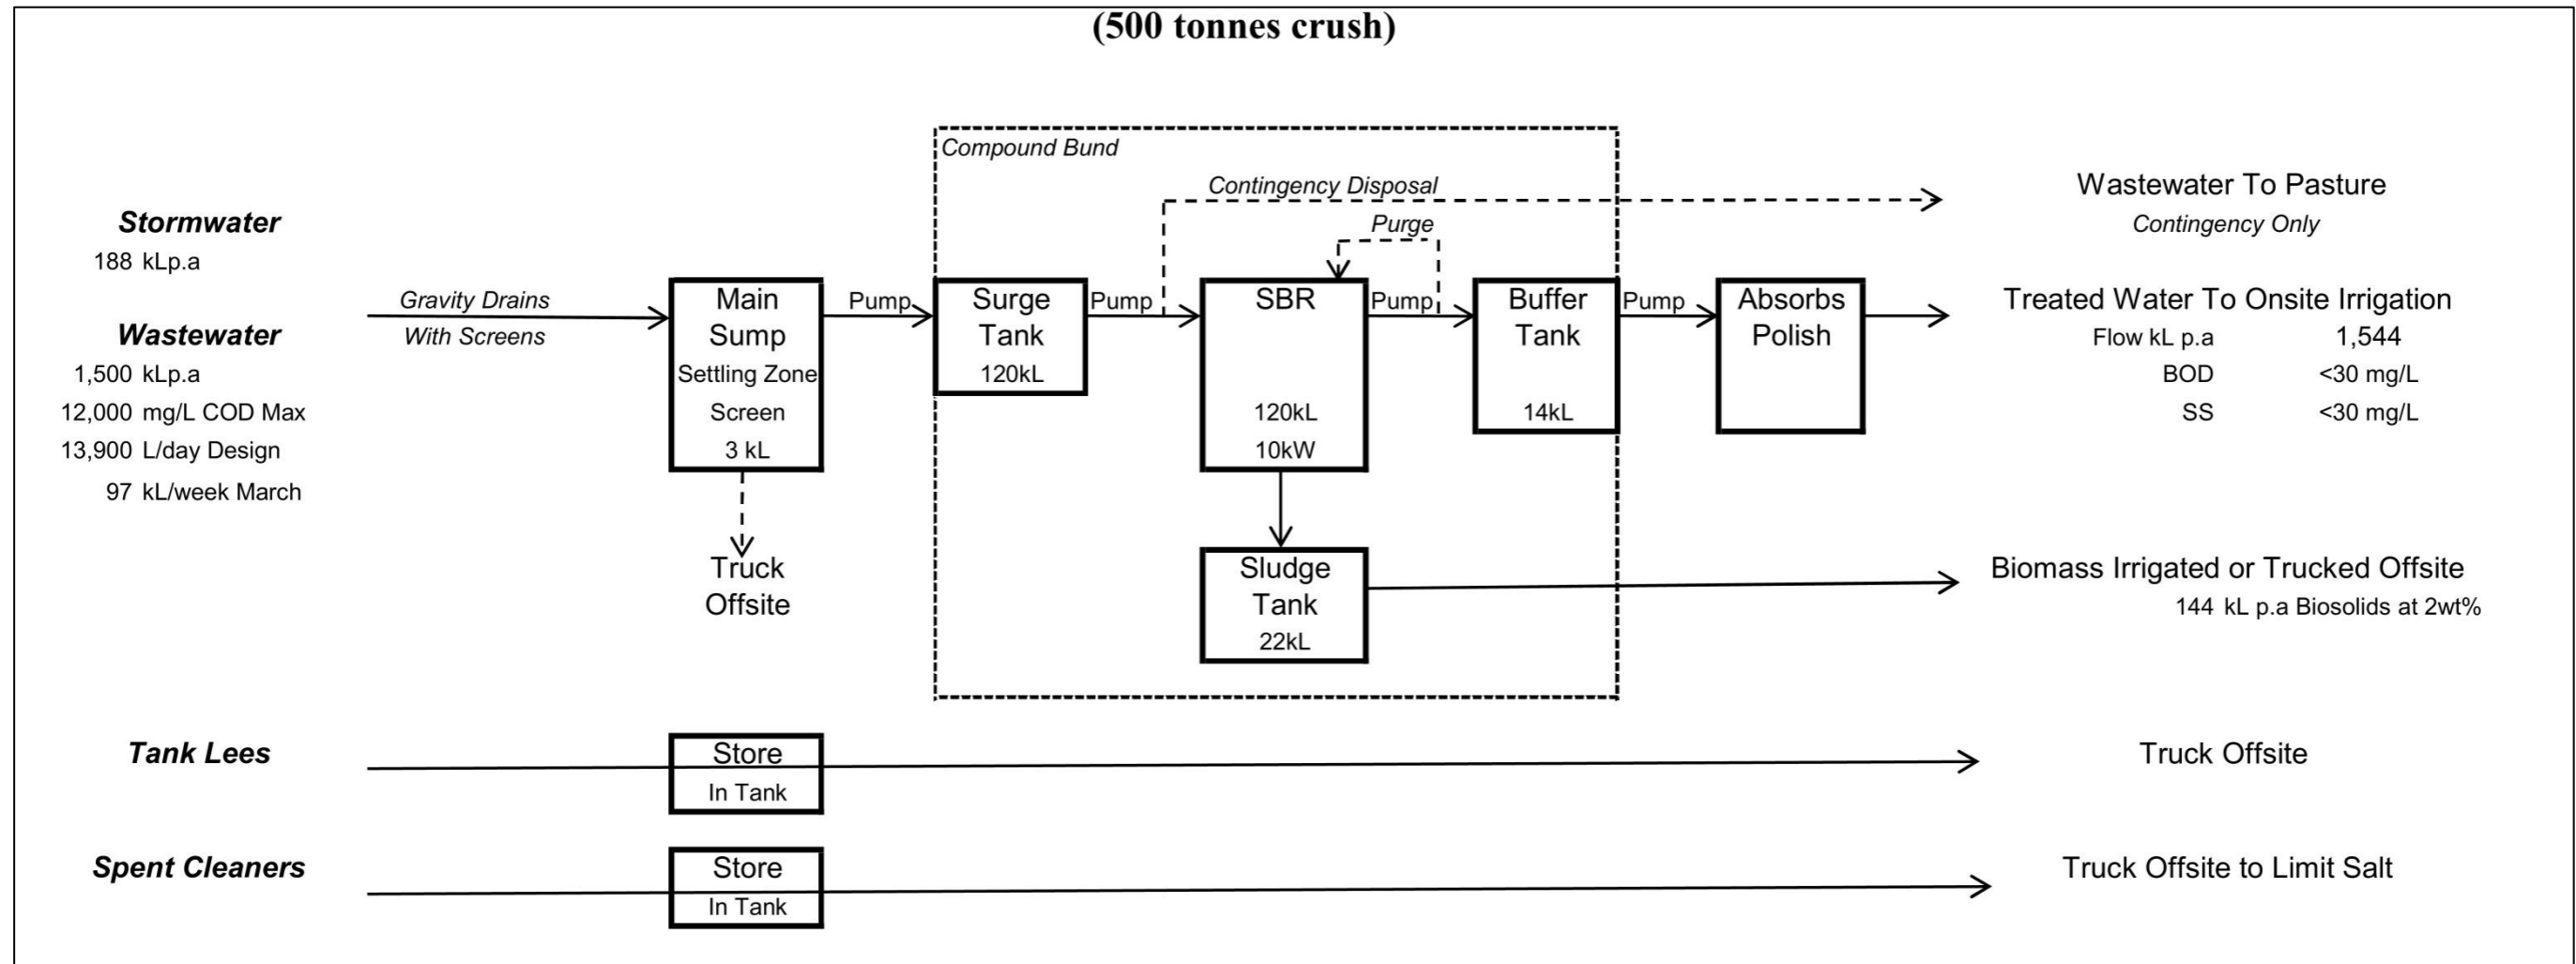 (500 tonnes crush)
Compound Bund
Contingency Disposal
Wastewater To Pasture
Contingency Only
Purge
Stormwater
188 kLp.a
Wastewater
1,500 kLp.a
12,000 mg/L COD Max
13,900 L/day Design
97 kL/week March
Gravity Drains
With Screens
Main
Sump
Settling Zone
Screen
3 kL
Pump
Surge
Tank
120kL
Pump
SBR
120kL
10kW
Pump
Buffer
Tank
14kL
Pump
Absorbs
Polish
Treated Water To Onsite Irrigation
Flow kL p.a 1,544
BOD <30 mg/L
SS <30 mg/L
Truck
Offsite
Sludge
Tank
22kL
Biomass Irrigated or Trucked Offsite
144 kL p.a Biosolids at 2wt%
Tank Lees
Store
In Tank
Truck Offsite
Spent Cleaners
Store
In Tank
Truck Offsite to Limit Salt